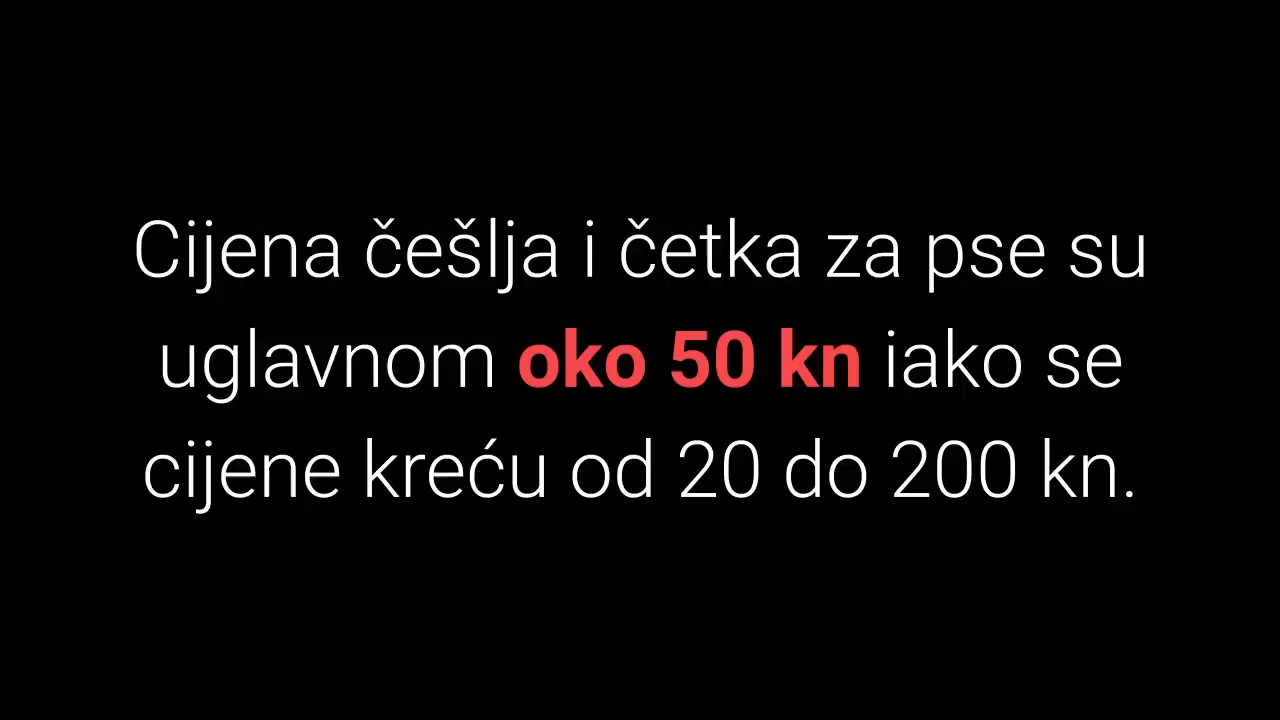 Cijena češlja i četka za pse su
uglavnom oko 50 kn iako se
cijene kreću od 20 do 200 kn.